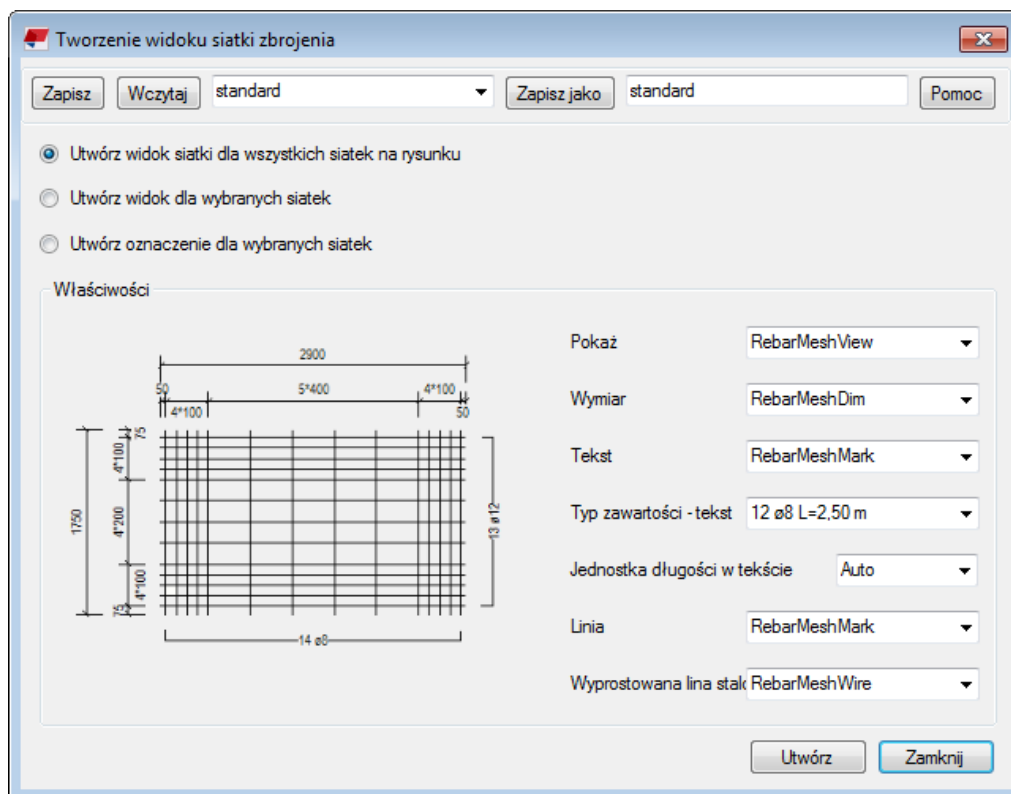 Tworzenie widoku siatki zbrojenia
Zapisz Wczytaj standard Zapisz jako standard Pomoc
Utwórz widok siatki dla wszystkich siatek na rysunku
Utwórz widok dla wybranych siatek
Utwórz oznaczenie dla wybranych siatek
Właściwości
2900
50 5*400 4*100
4*100 50
75
4*100
1750
4*200
4*100
75
13 ø12
14 ø8
Pokaż RebarMeshView
Wymiar RebarMeshDim
Tekst RebarMeshMark
Typ zawartości - tekst 12 ø8 L=2,50 m
Jednostka długości w tekście Auto
Linia RebarMeshMark
Wyprostowana lina stalo RebarMeshWire
Utwórz Zamknij